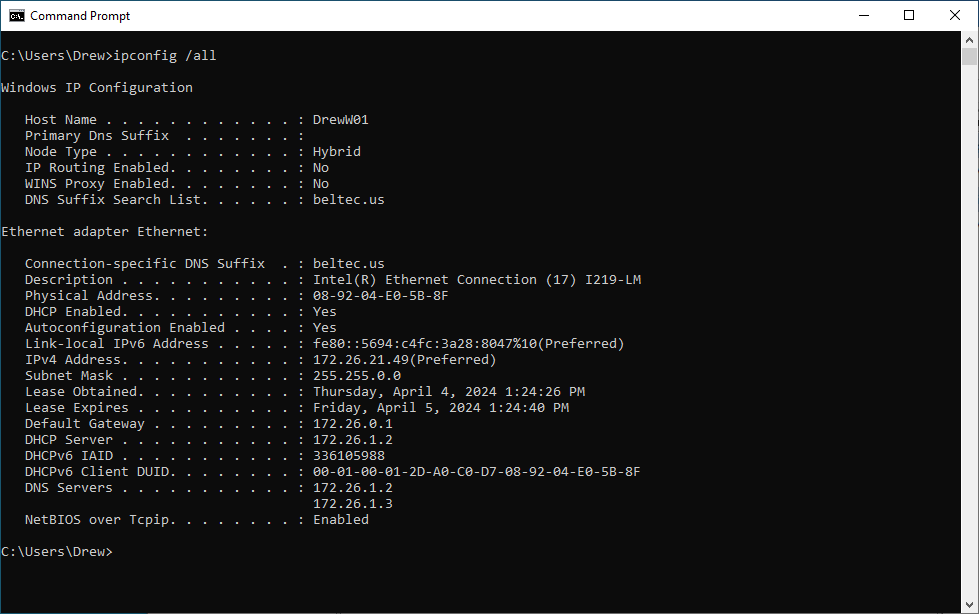 Command Prompt
C:\Users\Drew>ipconfig /all
Windows IP Configuration
Host Name . . . . . . . . . . . . : DrewW01
Primary Dns Suffix  . . . . . . . :
Node Type . . . . . . . . . . . . : Hybrid
IP Routing Enabled. . . . . . . . : No
WINS Proxy Enabled. . . . . . . . : No
DNS Suffix Search List. . . . . . : beltec.us
Ethernet adapter Ethernet:
Connection-specific DNS Suffix  . : beltec.us
Description . . . . . . . . . . . : Intel(R) Ethernet Connection (17) I219-LM
Physical Address. . . . . . . . . : 08-92-04-E0-5B-8F
DHCP Enabled. . . . . . . . . . . : Yes
Autoconfiguration Enabled . . . . : Yes
Link-local IPv6 Address . . . . . : fe80::5694:c4fc:3a28:8047%10(Preferred)
IPv4 Address. . . . . . . . . . . : 172.26.21.49(Preferred)
Subnet Mask . . . . . . . . . . . : 255.255.0.0
Lease Obtained. . . . . . . . . . : Thursday, April 4, 2024 1:24:26 PM
Lease Expires . . . . . . . . . . : Friday, April 5, 2024 1:24:40 PM
Default Gateway . . . . . . . . . : 172.26.0.1
DHCP Server . . . . . . . . . . . : 172.26.1.2
DHCPv6 IAID . . . . . . . . . . . : 336105988
DHCPv6 Client DUID. . . . . . . . : 00-01-00-01-2D-A0-C0-D7-08-92-04-E0-5B-8F
DNS Servers . . . . . . . . . . . : 172.26.1.2
172.26.1.3
NetBIOS over Tcpip. . . . . . . . : Enabled
C:\Users\Drew>